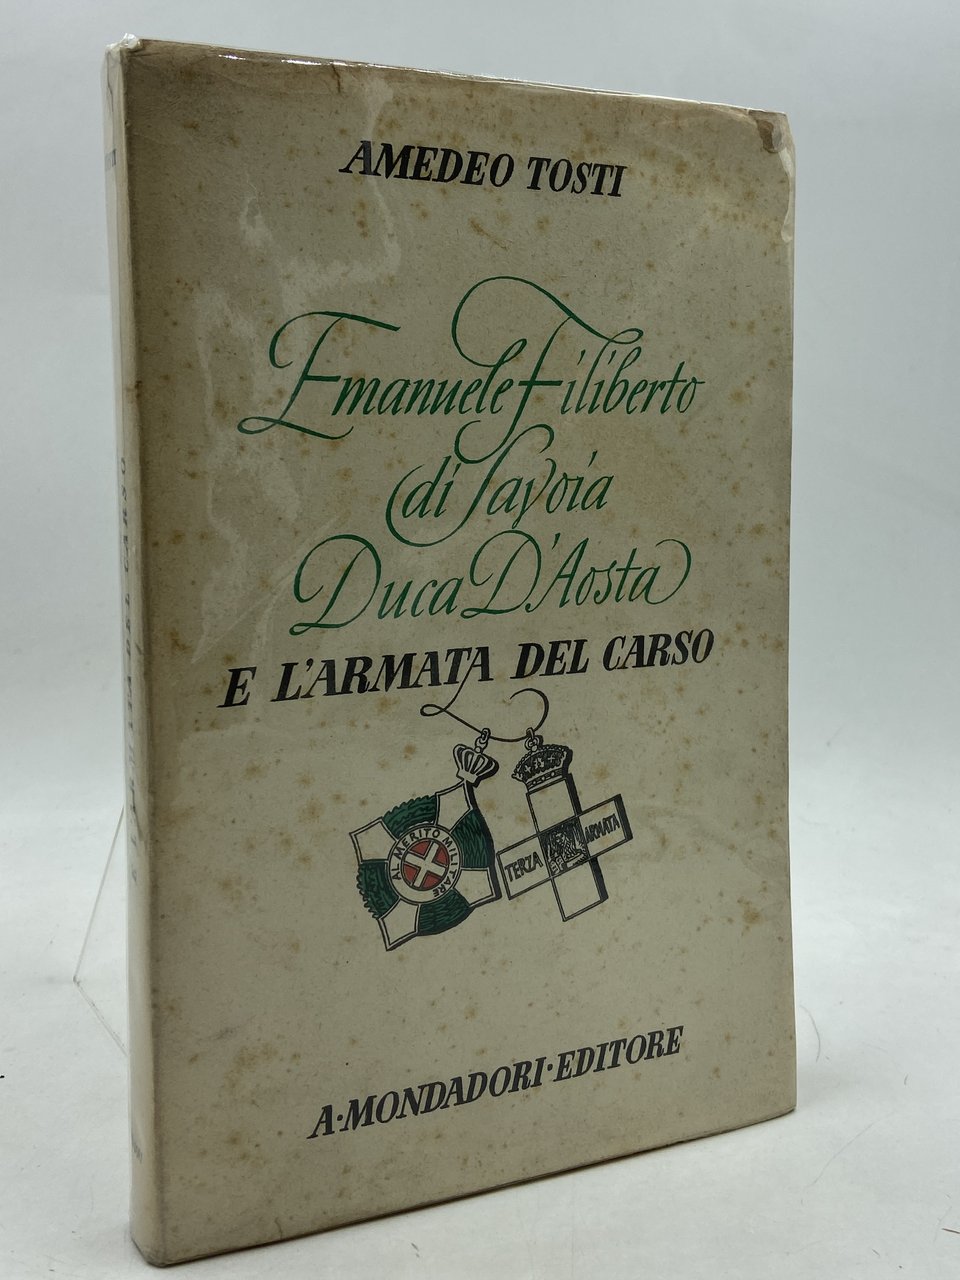 AMEDEO TOSTI
Emanuele Filiberto
di Savoia
Duca D'Aosta
E L'ARMATA DEL CARSO
AL MERITO MILITARE
TERZA ARMATA
A·MONDADORI·EDITORE